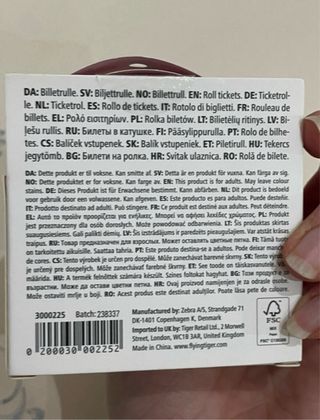 DA: Billetrulle. SV: Biljettrulle. NO: Billettrull. EN: Roll tickets. DE: Ticketrol-
le. NL: Ticketrol. ES: Rollo de tickets. IT: Rotolo di biglietti. FR: Rouleau de
billets. EL: Ρολό εισιτηρίων. PL: Rolka biletów. LT: Bilietėlių ritinys. LV: Bi-
ļešu rullis. RU: Билеты в катушке. FI: Pääsylippurulla. PT: Rolo de bilhe-
tes. CS: Balíček vstupenek. SK: Balík vstupeniek. ET: Piletirull. HU: Tekercs
jegytömb. BG: Билети на ролка. HR: Svitak ulaznica. RO: Rolă de bilete.
DA: Dette produkt er til voksne. Kan smitte af. SV: Detta är en produkt för vuxna. Kan färga av sig.
NO: Dette produktet er for voksne. Kan farge av. EN: This product is for adults. May leave colour
stains. DE: Dieses Produkt ist für Erwachsene bestimmt. Kann abfärben. NL: Dit product is bedoeld
voor gebruik door een volwassene. Kan afgeven. ES: Este producto es para adultos. Puede desteñir.
IT: Prodotto destinato ad adulti. Può stingere. FR: Ce produit est destiné aux adultes. Peut déteindre.
EL: Αυτό το προϊόν προορίζεται για ενήλικες. Μπορεί να αφήσει λεκέδες χρώματος. PL: Produkt
jest przeznaczony dla osób dorosłych. Może powodować odbarwienia. LT: Šis produktas skirtas
suaugusiesiems. Gali palikti dėmių. LV: Šis izstrādājums ir paredzēts pieaugušajiem. Var atstāt krāsas
traipus. RU: Товар предназначен для взрослых. Может оставлять цветные пятна. FI: Tämä tuote
on tarkoitettu aikuisille. Saattaa tahria. PT: Este produto destina-se a adultos. Pode deixar manchas
de cor. CS: Tento výrobek je určen pro dospělé. Může zanechávat barevné skvrny. SK: Tento výrobok
je určený pre dospelých. Môže zanechávať farebné škvrny. ET: See toode on täiskasvanutele. Võib
määrida. HU: A termék felnőttek számára készült. Színes foltokat hagyhat. BG: Този продукт е за
възрастни. Може да остави цветни петна. HR: Ovaj proizvod namijenjen je za odrasle osobe.
Može ostaviti mrlje u boji. RO: Acest produs este destinat adulților. Poate lăsa pete de culoare.
3000225 Batch: 238337
0 200030 002252
Manufactured by: Zebra A/S, Strandgade 71
DK-1401 Copenhagen K, Denmark
Imported to UK by: Tiger Retail Ltd., 2 Morwell
Street, London, WC1B 3AR, United Kingdom
Made in China. www.flyingtiger.com
FSC
MIX
Paper